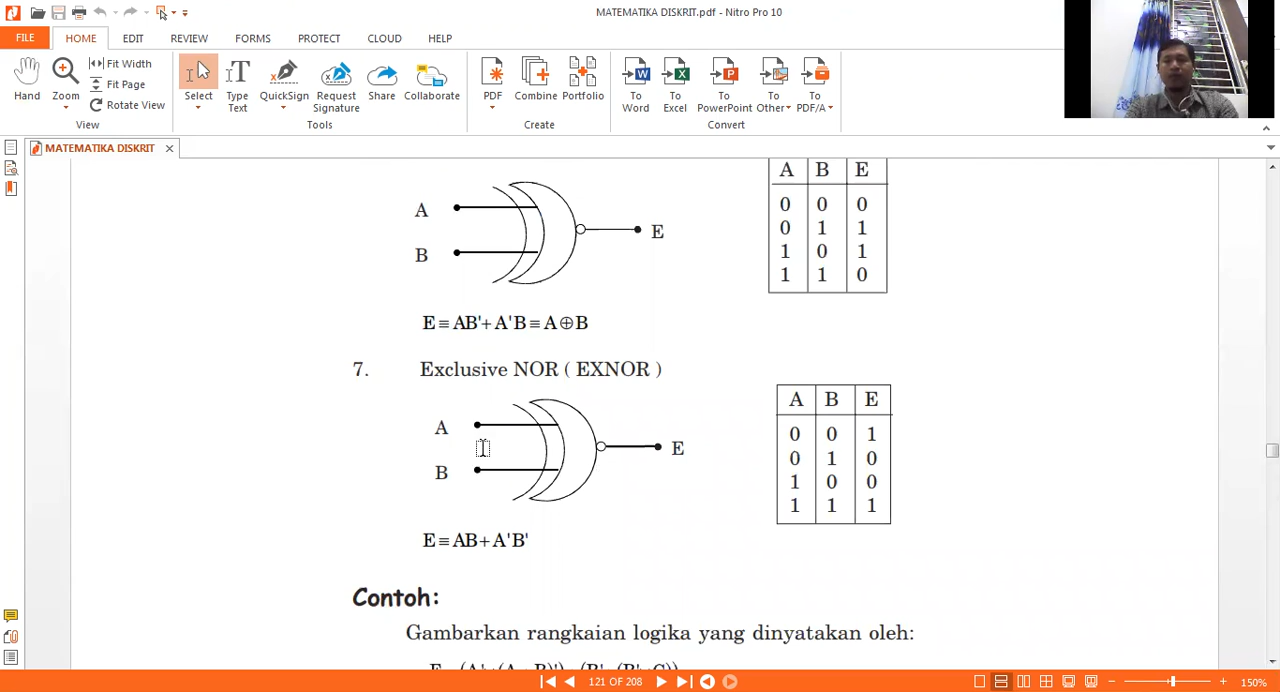 MATEMATIKA DISKRIT.pdf - Nitro Pro 10
FILE HOME EDIT REVIEW FORMS PROTECT CLOUD HELP
Hand
Zoom
Fit Width
Fit Page
Rotate View
View
Select
Type Text
QuickSign
Request Signature
Share
Collaborate
Tools
PDF
Combine
Portfolio
Create
To Word
To Excel
To PowerPoint
To Other
To PDF/A
Convert
MATEMATIKA DISKRIT
A B E
0 0 0
0 1 1
1 0 1
1 1 0
A
B
E
E ≡ AB'+ A'B ≡ A ⊕ B
7. Exclusive NOR ( EXNOR )
A
B
E
A B E
0 0 1
0 1 0
1 0 0
1 1 1
E ≡ AB + A'B'
Contoh:
Gambarkan rangkaian logika yang dinyatakan oleh:
121 OF 208
150%